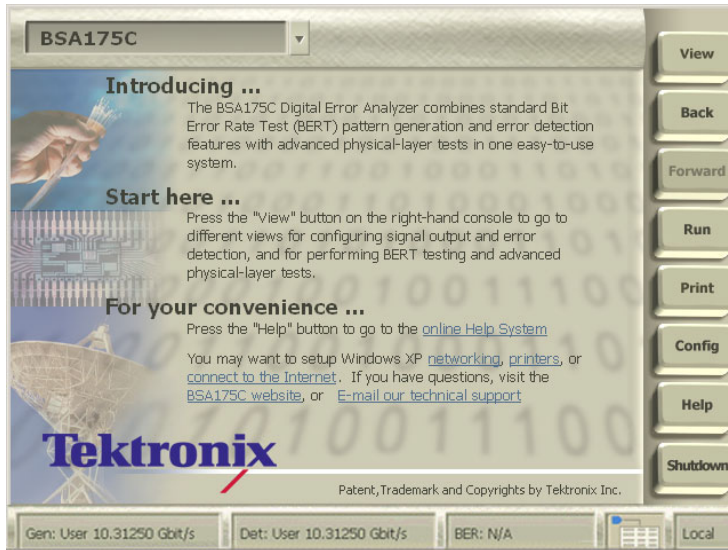 BSA175C
Introducing ...
The BSA175C Digital Error Analyzer combines standard Bit
Error Rate Test (BERT) pattern generation and error detection
features with advanced physical-layer tests in one easy-to-use
system.
Start here ...
Press the "View" button on the right-hand console to go to
different views for configuring signal output and error
detection, and for performing BERT testing and advanced
physical-layer tests.
For your convenience ...
Press the "Help" button to go to the online Help System
You may want to setup Windows XP networking, printers, or
connect to the Internet. If you have questions, visit the
BSA175C website, or E-mail our technical support
Tektronix
Patent,Trademark and Copyrights by Tektronix Inc.
View
Back
Forward
Run
Print
Config
Help
Shutdown
Gen: User 10.31250 Gbit/s
Det: User 10.31250 Gbit/s
BER: N/A
Local